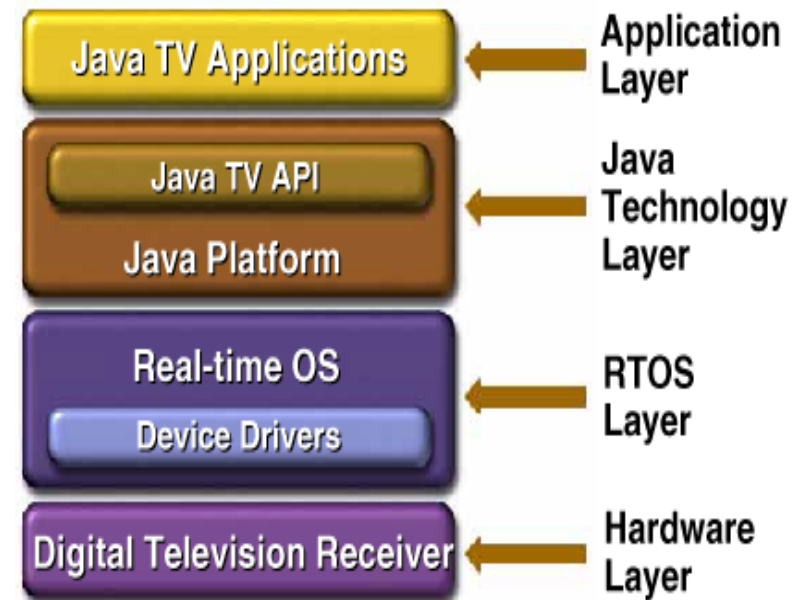 Java TV Applications
Application
Layer
Java TV API
Java Platform
Java
Technology
Layer
Real-time OS
Device Drivers
RTOS
Layer
Digital Television Receiver
Hardware
Layer